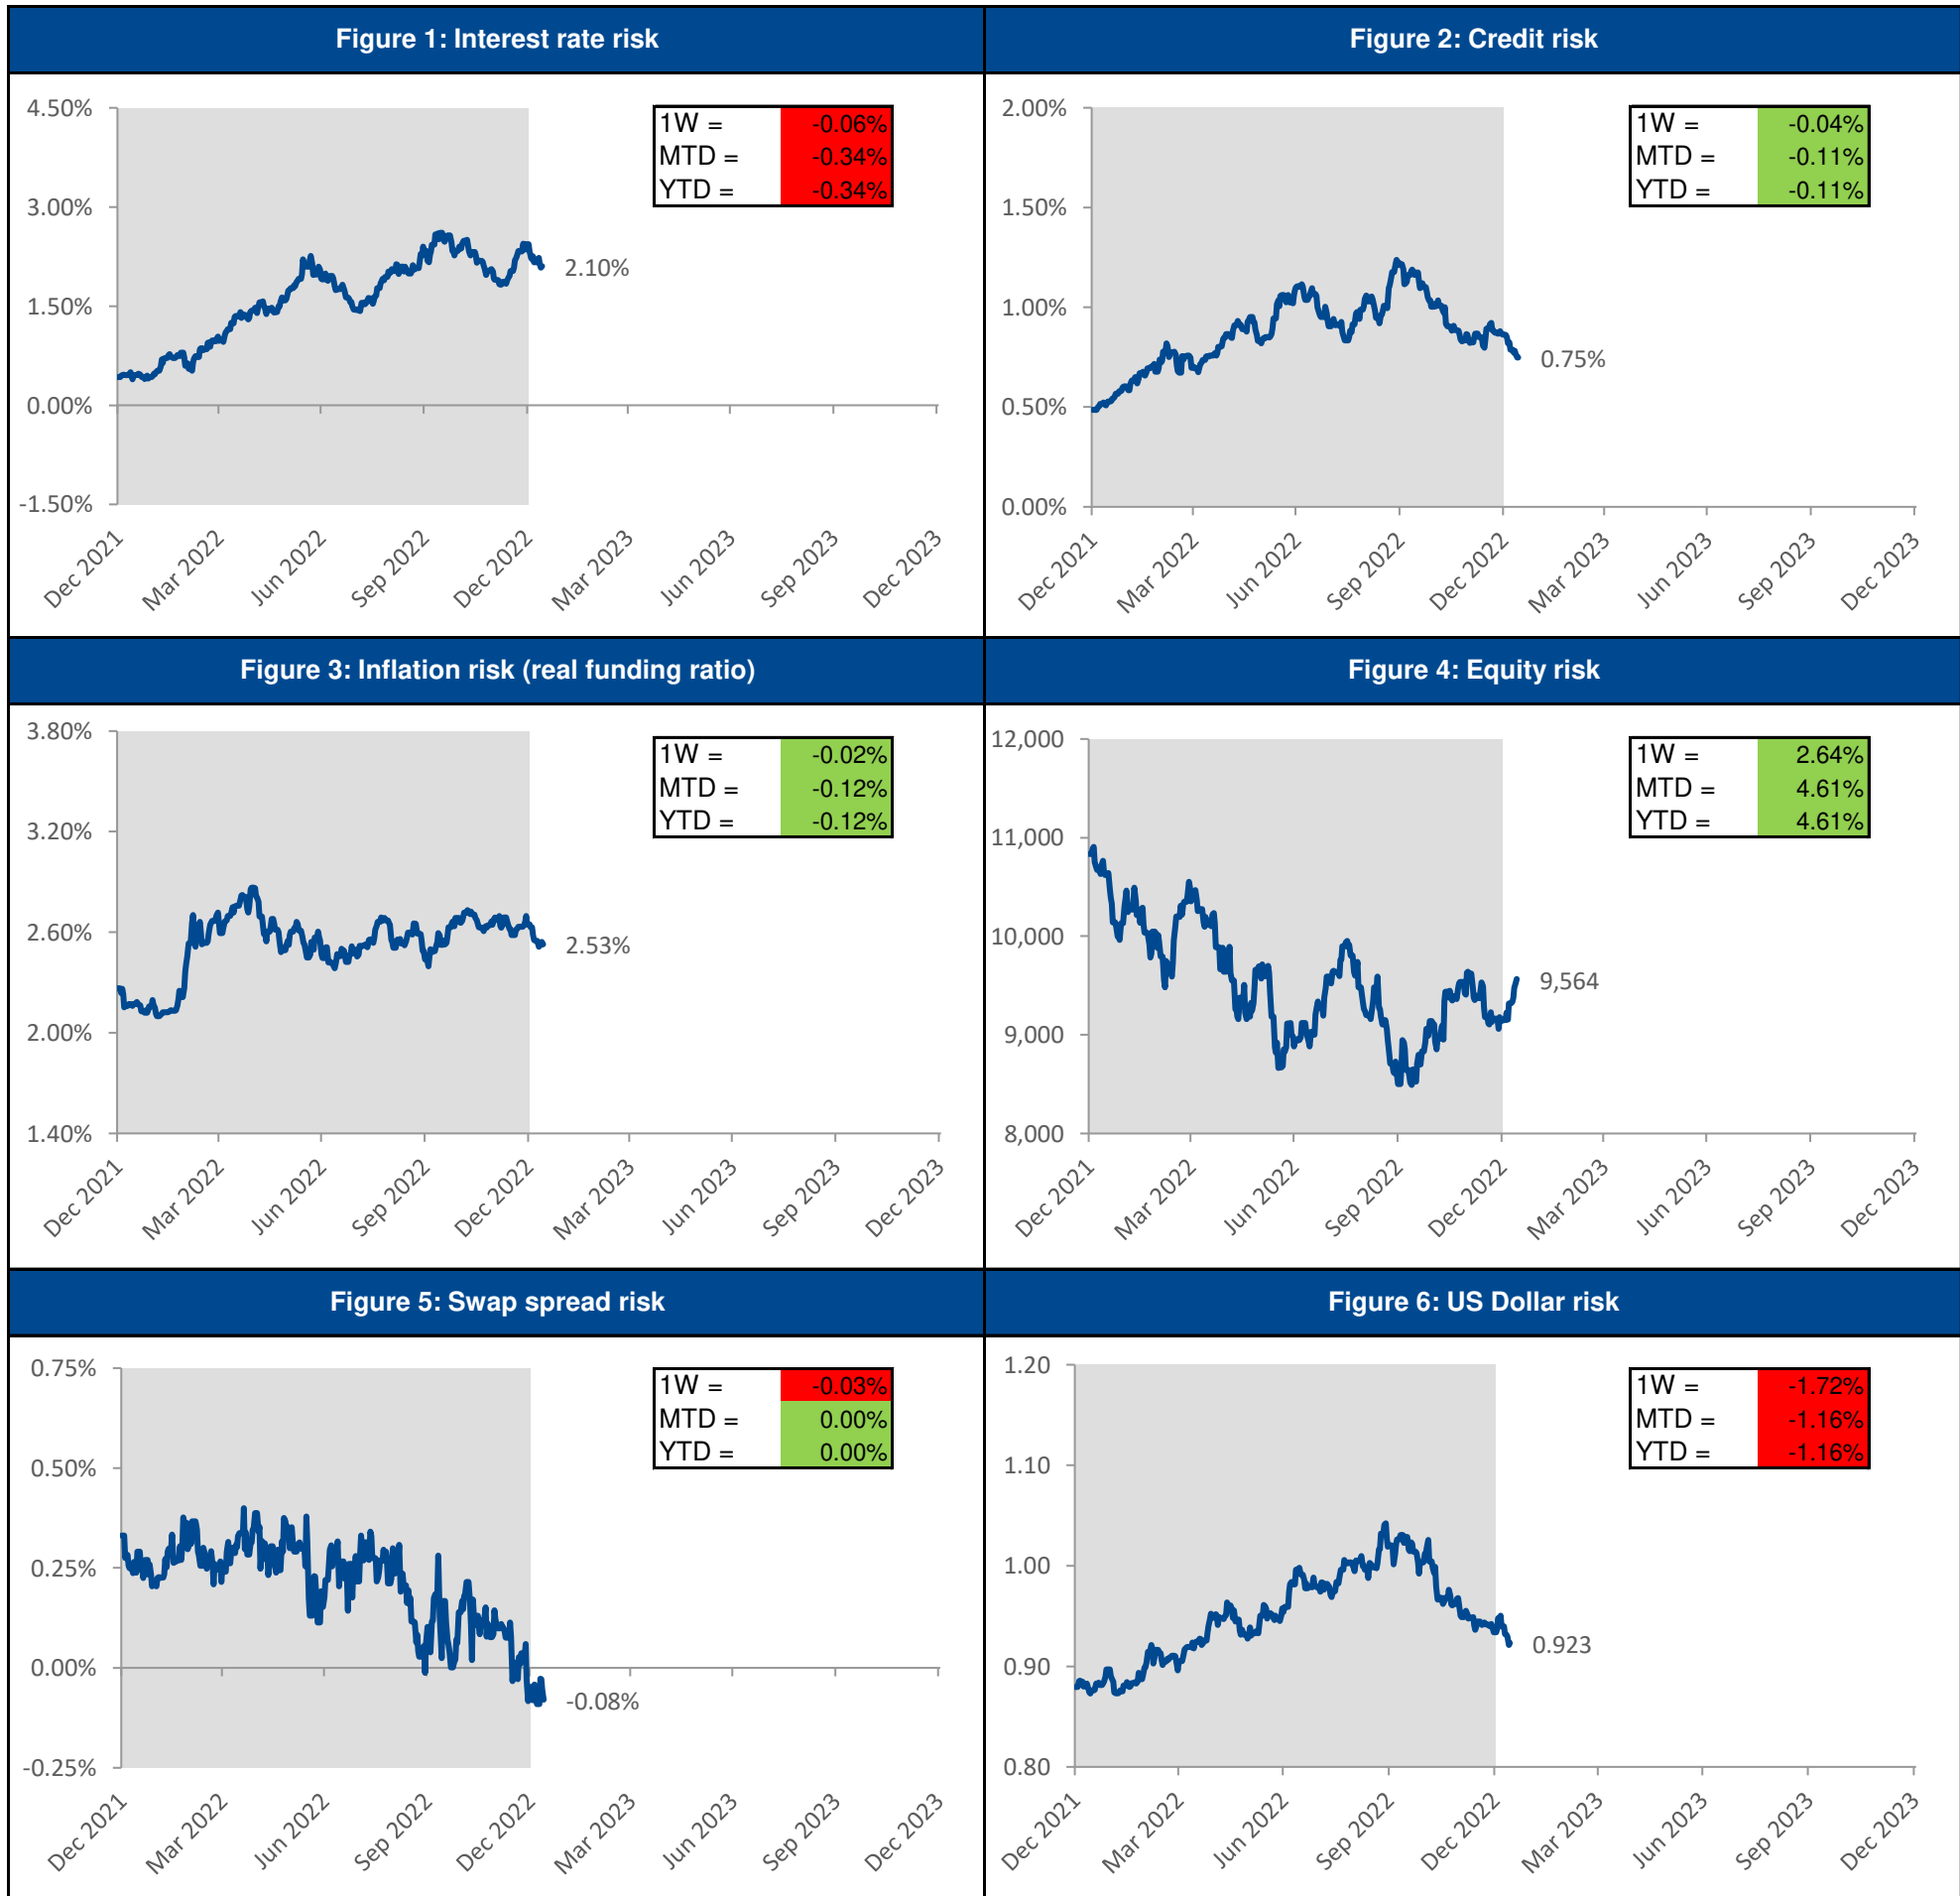 Figure 1: Interest rate risk
4.50%
3.00%
1.50%
0.00%
-1.50%
1W = -0.06%
MTD = -0.34%
YTD = -0.34%
2.10%
Dec 2021 Mar 2022 Jun 2022 Sep 2022 Dec 2022 Mar 2023 Jun 2023 Sep 2023 Dec 2023
Figure 2: Credit risk
2.00%
1.50%
1.00%
0.50%
0.00%
1W = -0.04%
MTD = -0.11%
YTD = -0.11%
0.75%
Dec 2021 Mar 2022 Jun 2022 Sep 2022 Dec 2022 Mar 2023 Jun 2023 Sep 2023 Dec 2023
Figure 3: Inflation risk (real funding ratio)
3.80%
3.20%
2.60%
2.00%
1.40%
1W = -0.02%
MTD = -0.12%
YTD = -0.12%
2.53%
Dec 2021 Mar 2022 Jun 2022 Sep 2022 Dec 2022 Mar 2023 Jun 2023 Sep 2023 Dec 2023
Figure 4: Equity risk
12,000
11,000
10,000
9,000
8,000
1W = 2.64%
MTD = 4.61%
YTD = 4.61%
9,564
Dec 2021 Mar 2022 Jun 2022 Sep 2022 Dec 2022 Mar 2023 Jun 2023 Sep 2023 Dec 2023
Figure 5: Swap spread risk
0.75%
0.50%
0.25%
0.00%
-0.25%
1W = -0.03%
MTD = 0.00%
YTD = 0.00%
-0.08%
Dec 2021 Mar 2022 Jun 2022 Sep 2022 Dec 2022 Mar 2023 Jun 2023 Sep 2023 Dec 2023
Figure 6: US Dollar risk
1.20
1.10
1.00
0.90
0.80
1W = -1.72%
MTD = -1.16%
YTD = -1.16%
0.923
Dec 2021 Mar 2022 Jun 2022 Sep 2022 Dec 2022 Mar 2023 Jun 2023 Sep 2023 Dec 2023